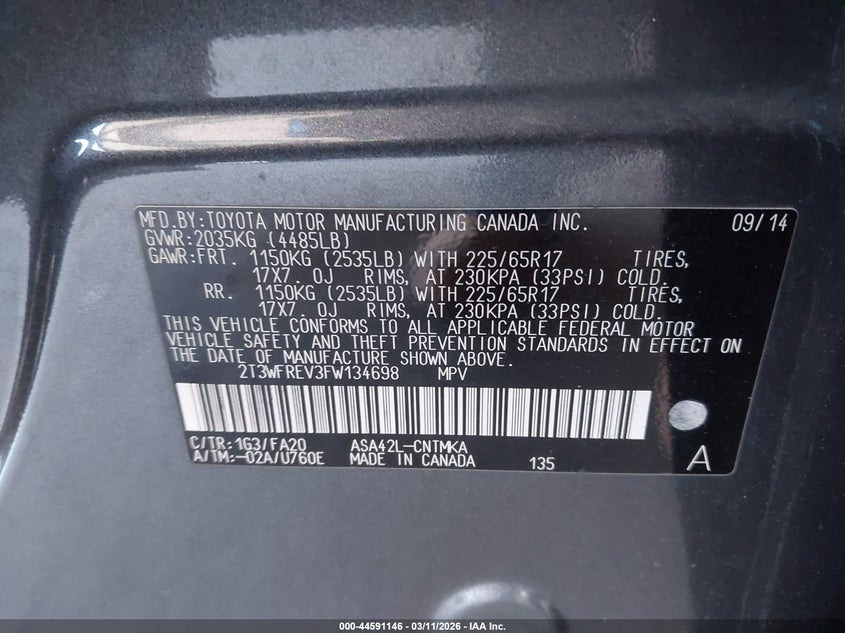 MFD.BY:TOYOTA MOTOR MANUFACTURING CANADA INC. 09/14
GVWR:2035KG (4485LB)
GAWR:FRT. 1150KG (2535LB) WITH 225/65R17 TIRES,
17X7.0J RIMS, AT 230KPA (33PSI) COLD.
RR. 1150KG (2535LB) WITH 225/65R17 TIRES,
17X7.0J RIMS, AT 230KPA (33PSI) COLD.
THIS VEHICLE CONFORMS TO ALL APPLICABLE FEDERAL MOTOR
VEHICLE SAFETY AND THEFT PREVENTION STANDARDS IN EFFECT ON
THE DATE OF MANUFACTURE SHOWN ABOVE.
2T3WFREV3FW134698 MPV
C/TR:1G3/FA20 ASA42L-CNTMKA
A/TM:-02A/U760E MADE IN CANADA 135 A
000-44591146 - 03/11/2026 - IAA Inc.